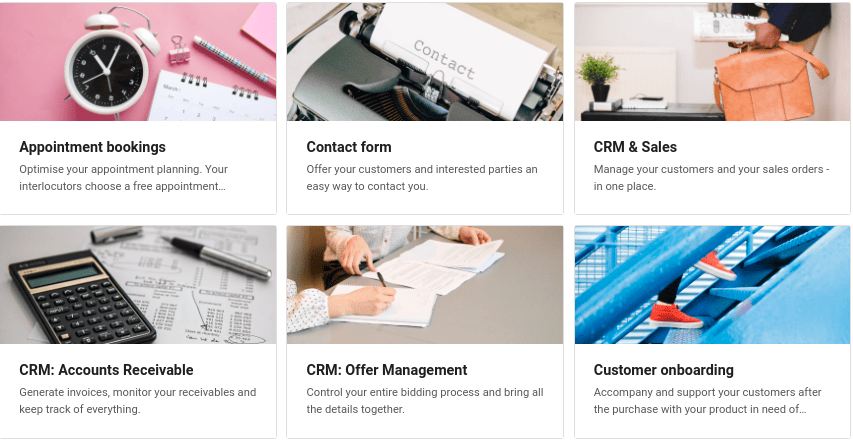 Contact
Appointment bookings
Optimise your appointment planning. Your
interlocutors choose a free appointment...
Contact form
Offer your customers and interested parties an
easy way to contact you.
CRM & Sales
Manage your customers and your sales orders -
in one place.
CRM: Accounts Receivable
Generate invoices, monitor your receivables and
keep track of everything.
CRM: Offer Management
Control your entire bidding process and bring all
the details together.
Customer onboarding
Accompany and support your customers after
the purchase with your product in need of...